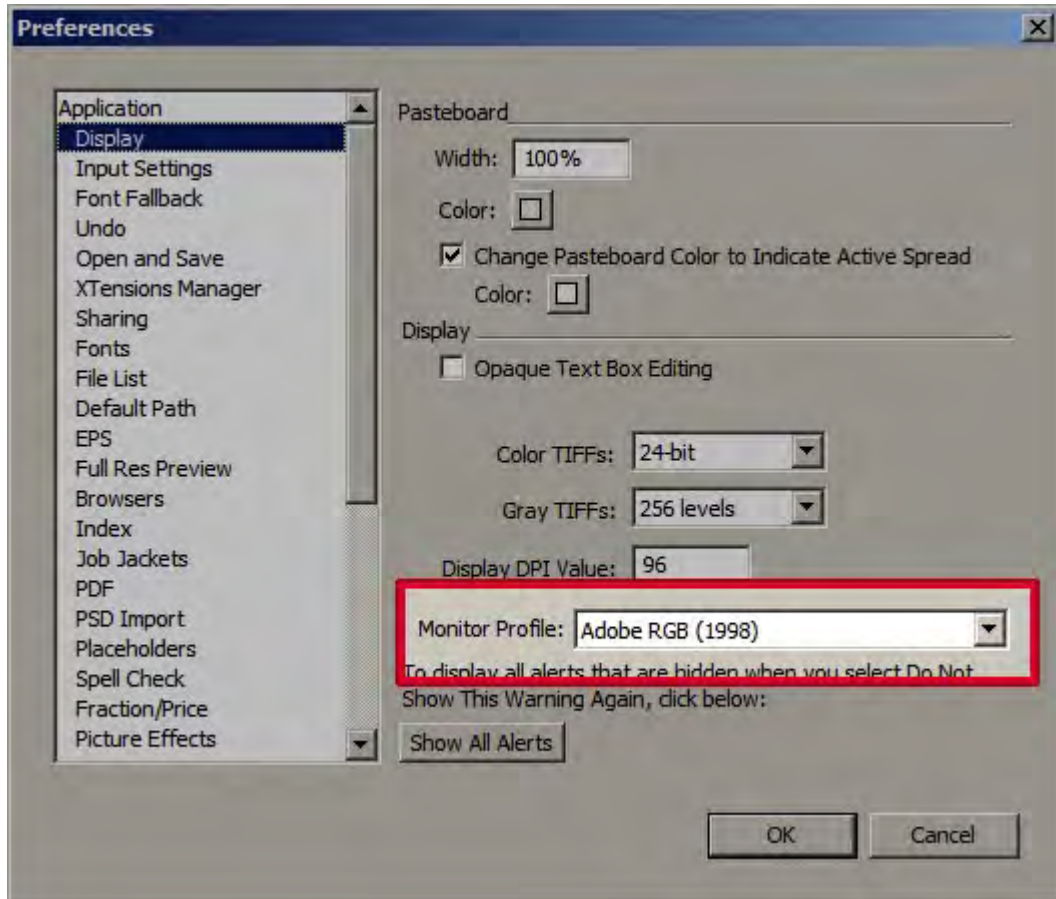 Preferences
Application
Display
Input Settings
Font Fallback
Undo
Open and Save
XTensions Manager
Sharing
Fonts
File List
Default Path
EPS
Full Res Preview
Browsers
Index
Job Jackets
PDF
PSD Import
Placeholders
Spell Check
Fraction/Price
Picture Effects
Pasteboard
Width: 100%
Color:
Change Pasteboard Color to Indicate Active Spread
Color:
Display
Opaque Text Box Editing
Color TIFFs: 24-bit
Gray TIFFs: 256 levels
Display DPI Value: 96
Monitor Profile: Adobe RGB (1998)
To display all alerts that are hidden when you select Do Not
Show This Warning Again, click below:
Show All Alerts
OK Cancel